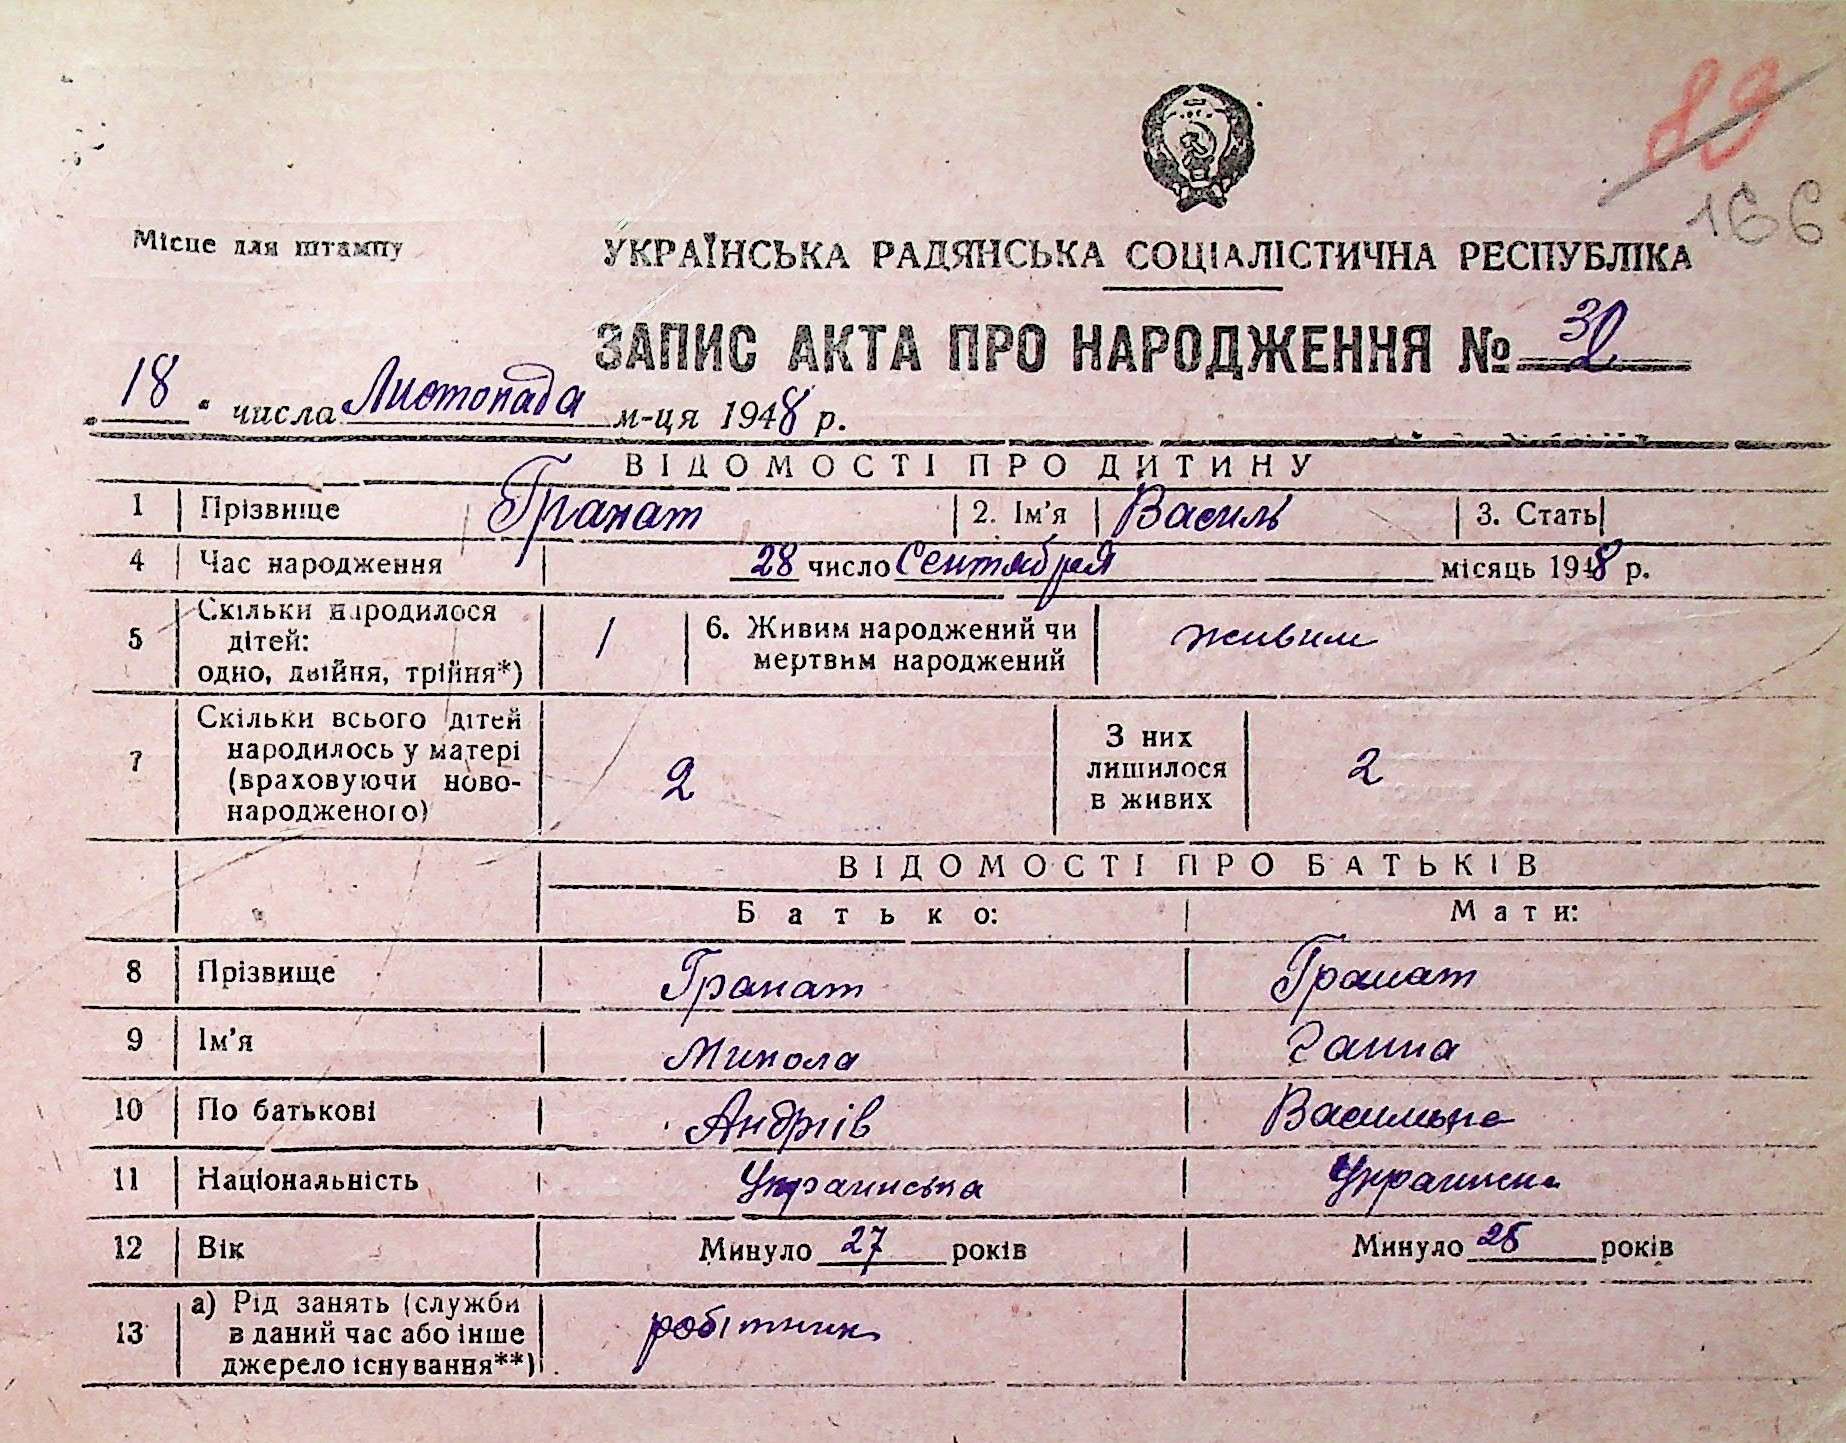 89
166
Місце для штампу
УКРАЇНСЬКА РАДЯНСЬКА СОЦІАЛІСТИЧНА РЕСПУБЛІКА
ЗАПИС АКТА ПРО НАРОДЖЕННЯ № 32
„18" числа Листопада м-ця 1948 р.
ВІДОМОСТІ ПРО ДИТИНУ
1 Прізвище Гранат 2. Ім'я Василь 3. Стать
4 Час народження 28 число Сентября місяць 1948 р.
5 Скільки народилося дітей: одно, двійня, трійня*) 1 6. Живим народжений чи мертвим народжений живим
7 Скільки всього дітей народилось у матері (враховуючи ново-народженого) 2 З них лишилося в живих 2
ВІДОМОСТІ ПРО БАТЬКІВ
Батько: Мати:
8 Прізвище Гранат Гранат
9 Ім'я Микола Ганна
10 По батькові Андріїв Васильна
11 Національність Украинська Украинська
12 Вік Минуло 27 років Минуло років
13 а) Рід занять (служби в даний час або інше джерело існування**) робітник